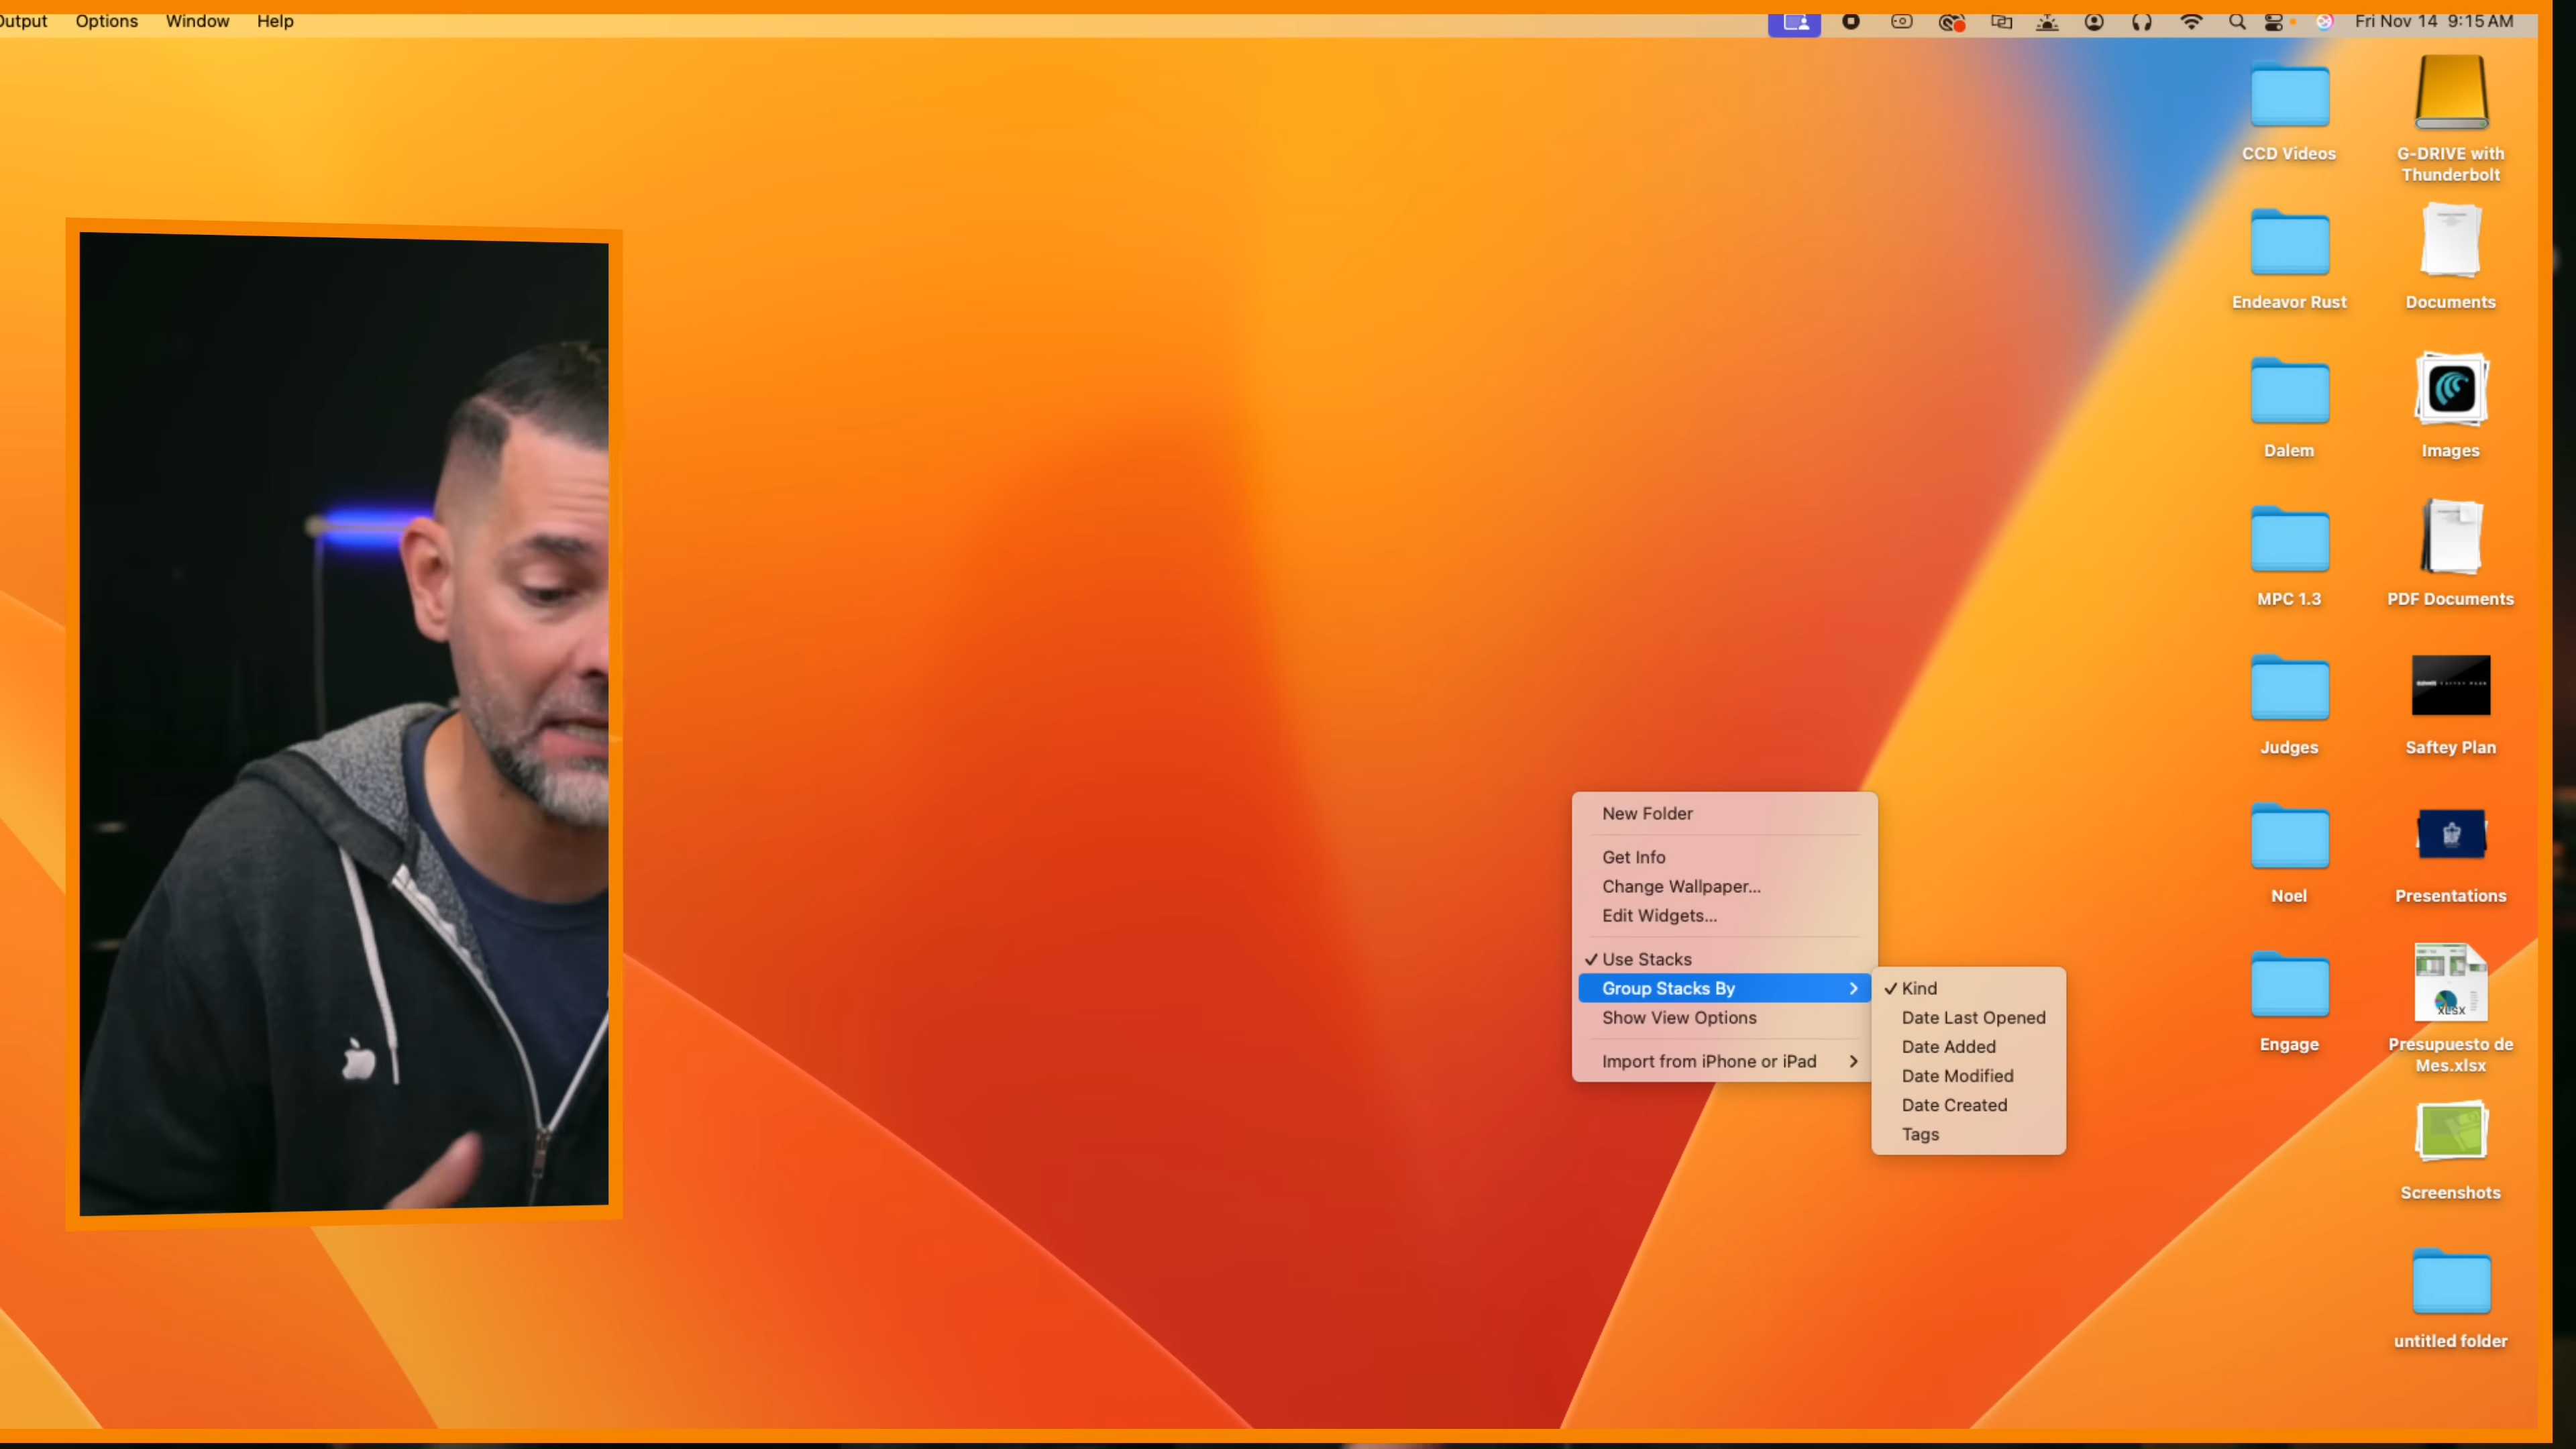 Output Options Window Help
Fri Nov 14 9:15 AM
CCD Videos
G-DRIVE with
Thunderbolt
Endeavor Rust
Documents
Dalem
Images
MPC 1.3
PDF Documents
Judges
Saftey Plan
Noel
Presentations
Engage
XLSX
Presupuesto de
Mes.xlsx
Screenshots
untitled folder
New Folder
Get Info
Change Wallpaper...
Edit Widgets...
✓ Use Stacks
Group Stacks By
Show View Options
Import from iPhone or iPad
✓ Kind
Date Last Opened
Date Added
Date Modified
Date Created
Tags